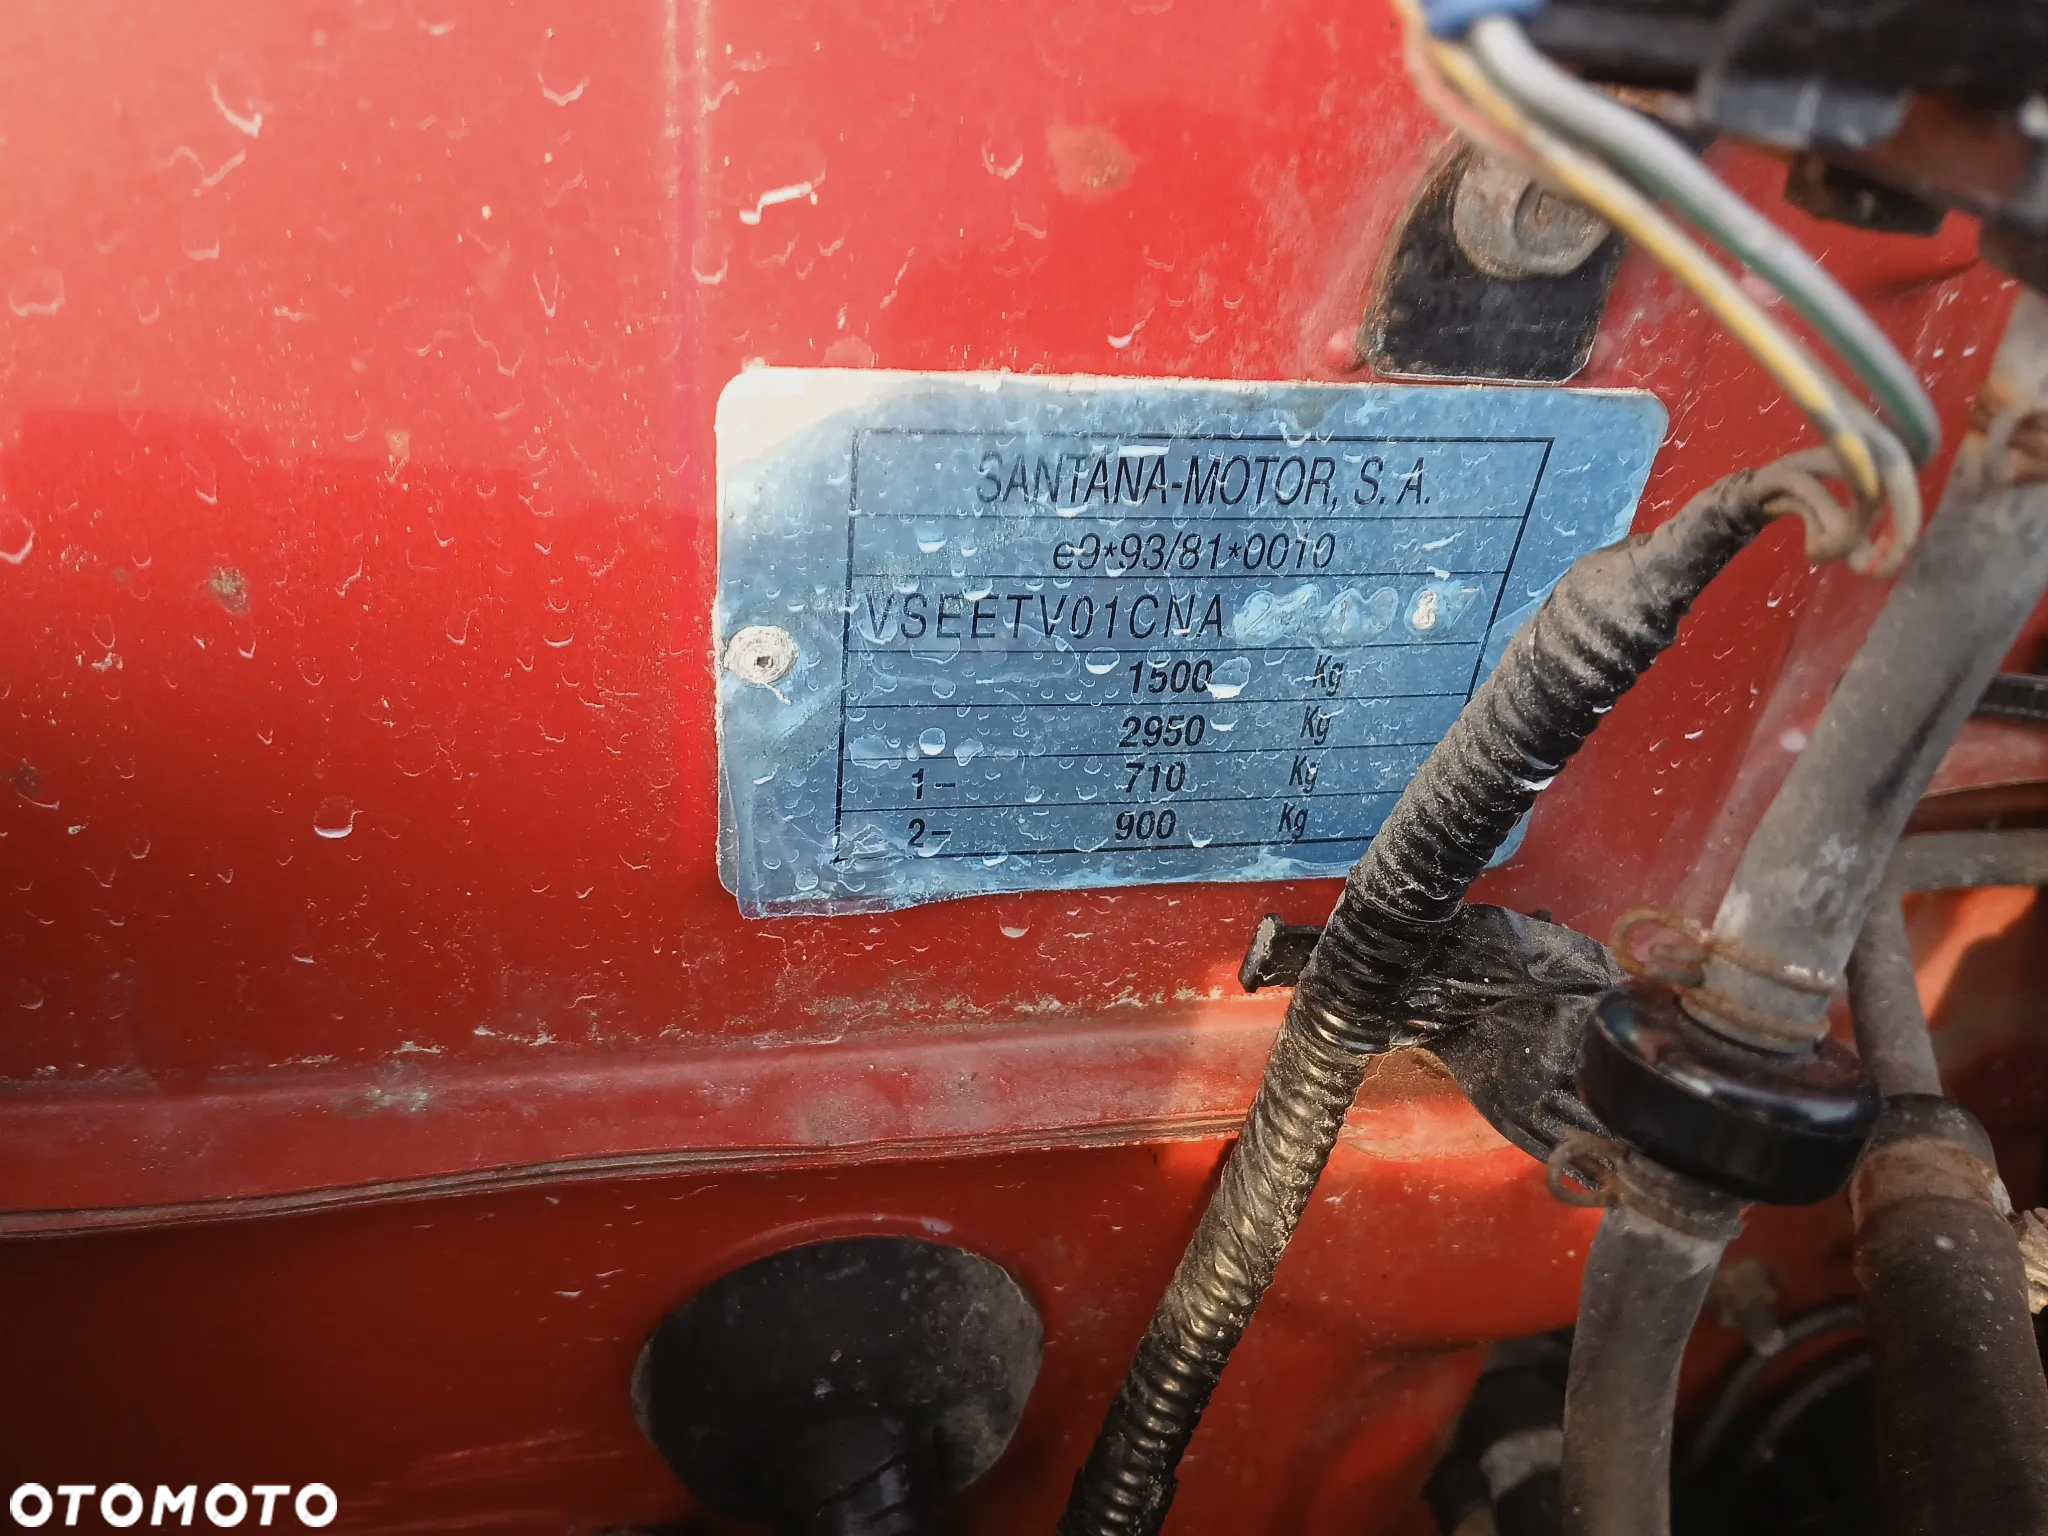 SANTANA-MOTOR, S. A.
e9*93/81*0010
VSEETV01CNA
1500 Kg
2950 Kg
1- 710 Kg
2- 900 Kg
OTOMOTO